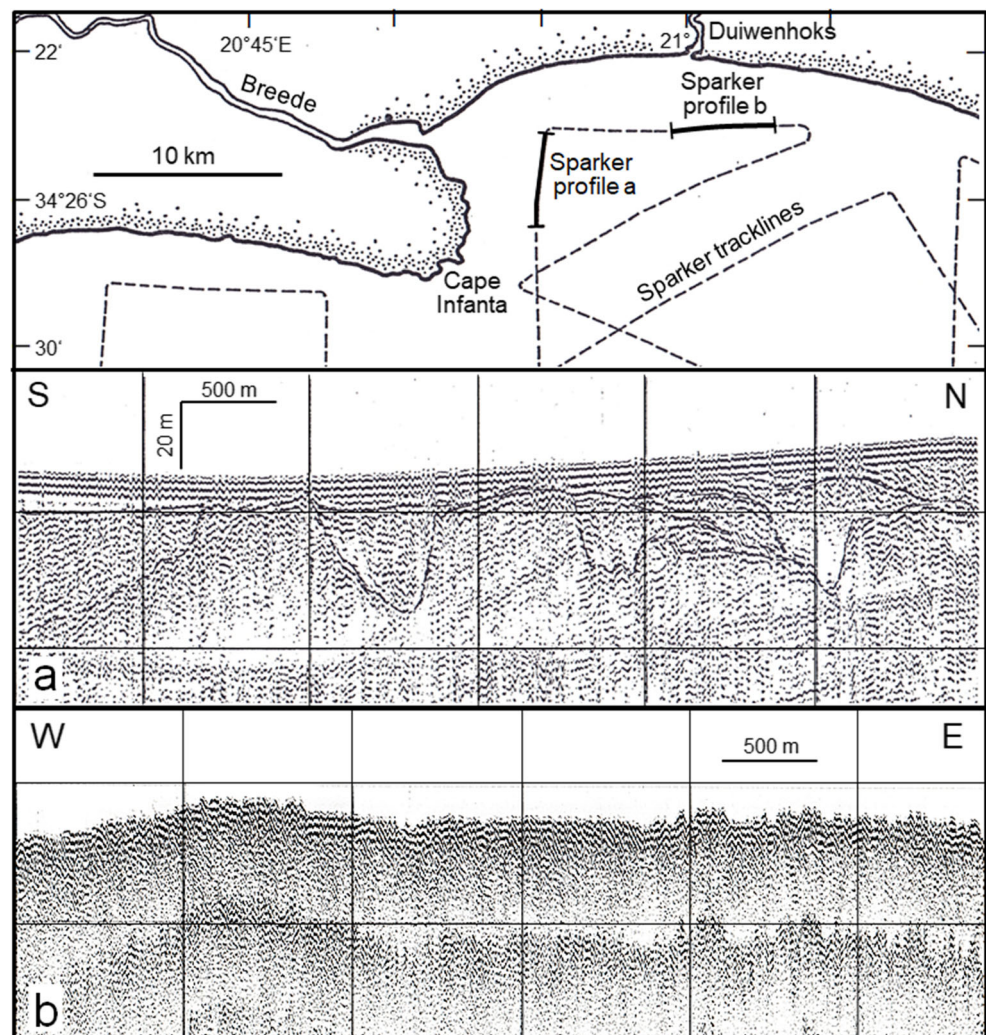 22‘
20°45‘E
21°
Duiwenhoks
Breede
Sparker
profile b
10 km
Sparker
profile a
34°26‘S
Sparker tracklines
Cape
Infanta
30‘
S
500 m
N
20 m
a
W
E
500 m
b